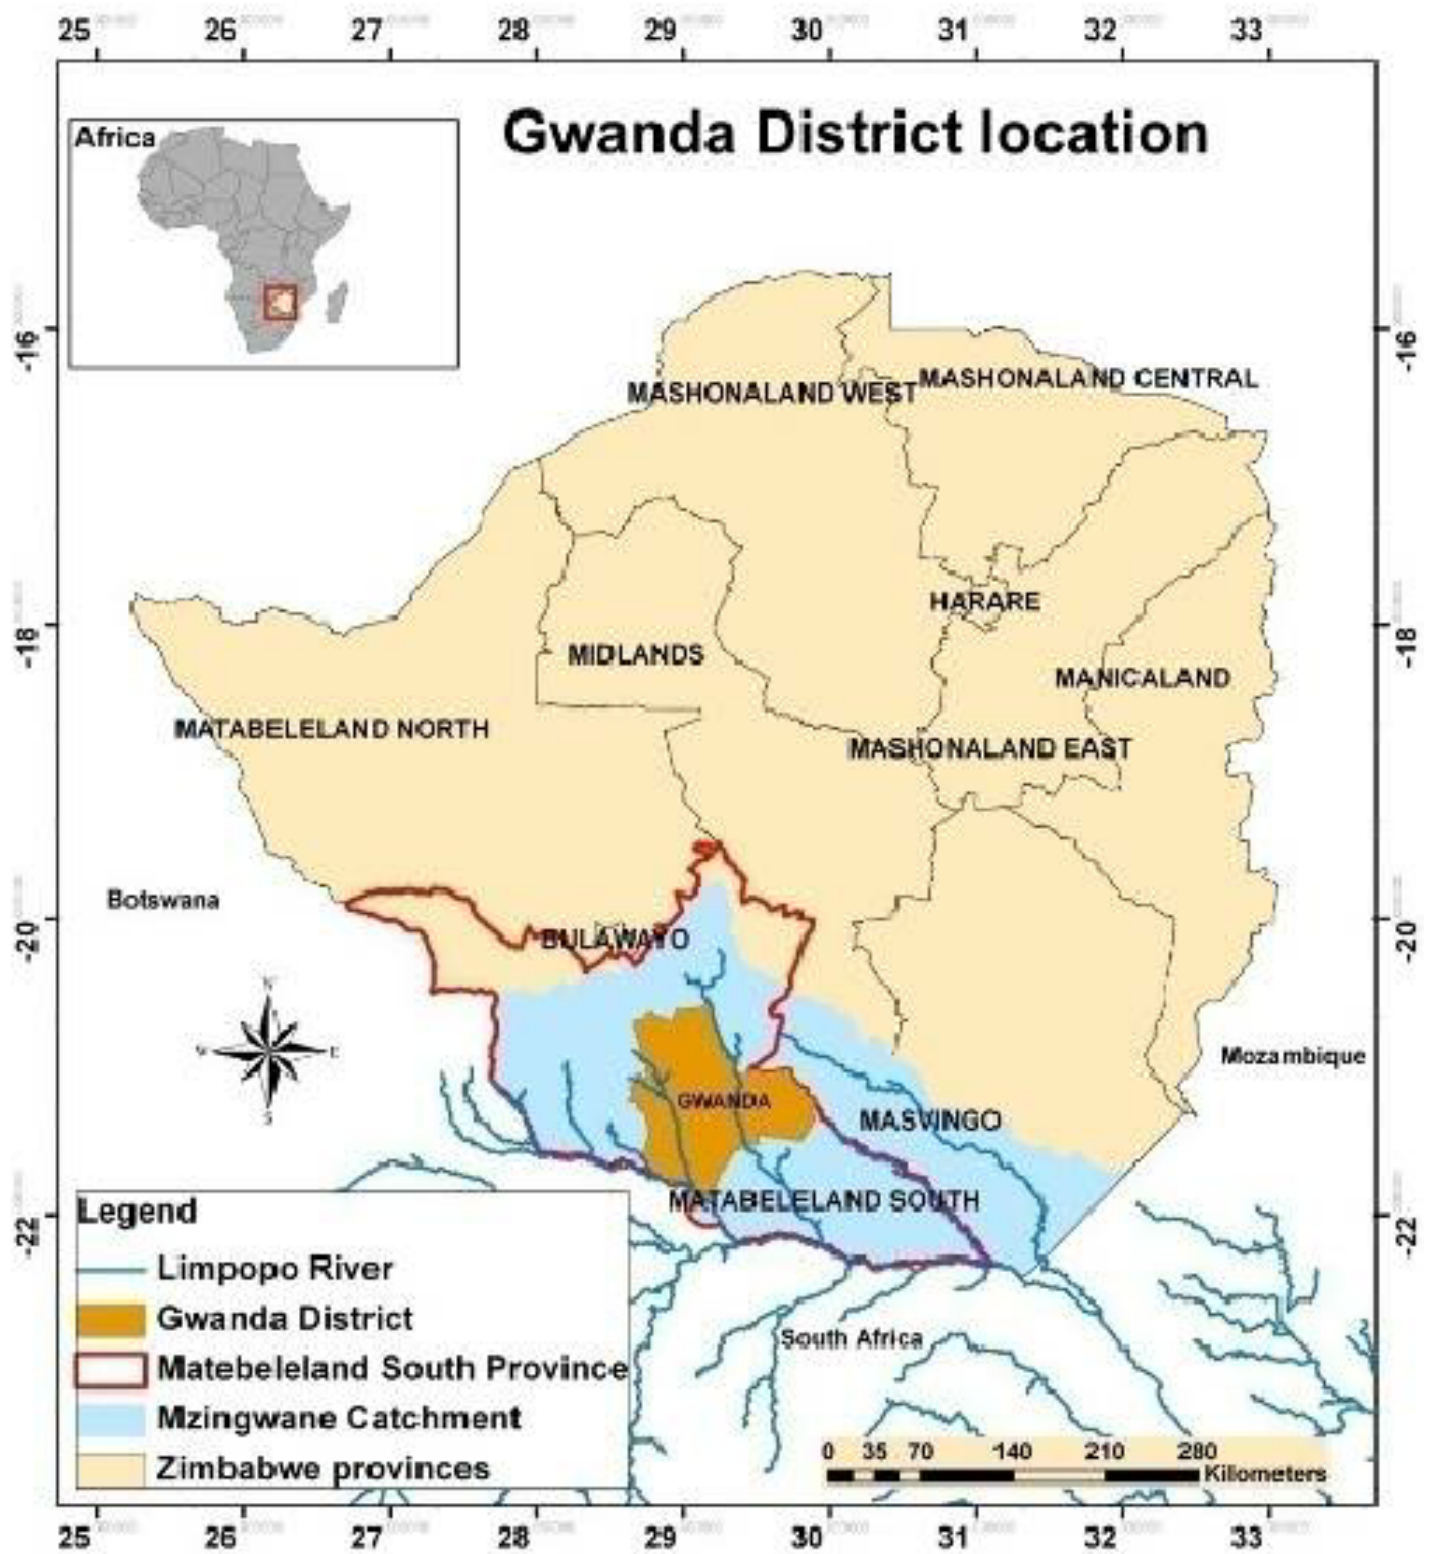 25 26 27 28 29 30 31 32 33
Africa
Gwanda District location
-16 -16
MASHONALAND WEST
MASHONALAND CENTRAL
HARARE
-18 -18
MIDLANDS
MANICALAND
MATABELELAND NORTH
MASHONALAND EAST
Botswana
-20 -20
BULAWAYO
N
W E
S
Mozambique
GWANDA
MASVINGO
MATABELELAND SOUTH
-22 -22
Legend
Limpopo River
Gwanda District
Matebeleland South Province
Mzingwane Catchment
Zimbabwe provinces
South Africa
0 35 70 140 210 280
Kilometers
25 26 27 28 29 30 31 32 33